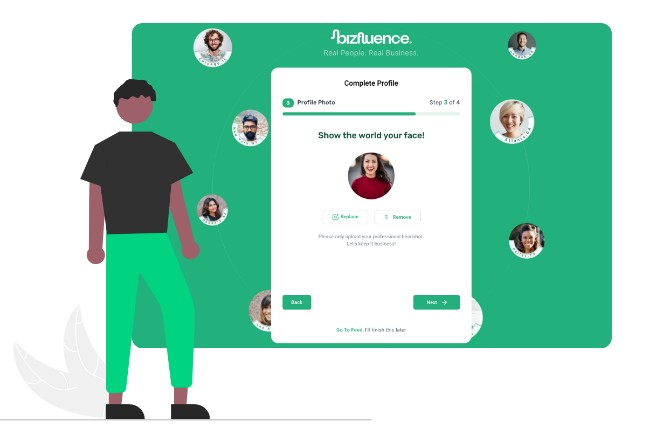 bizfluence.
Real People. Real Business.
Complete Profile
3 Profile Photo
Step 3 of 4
Show the world your face!
Replace
Remove
Please only upload your professional headshot.
Let's keep it business!
Back
Next
Go To Feed, I'll finish this later